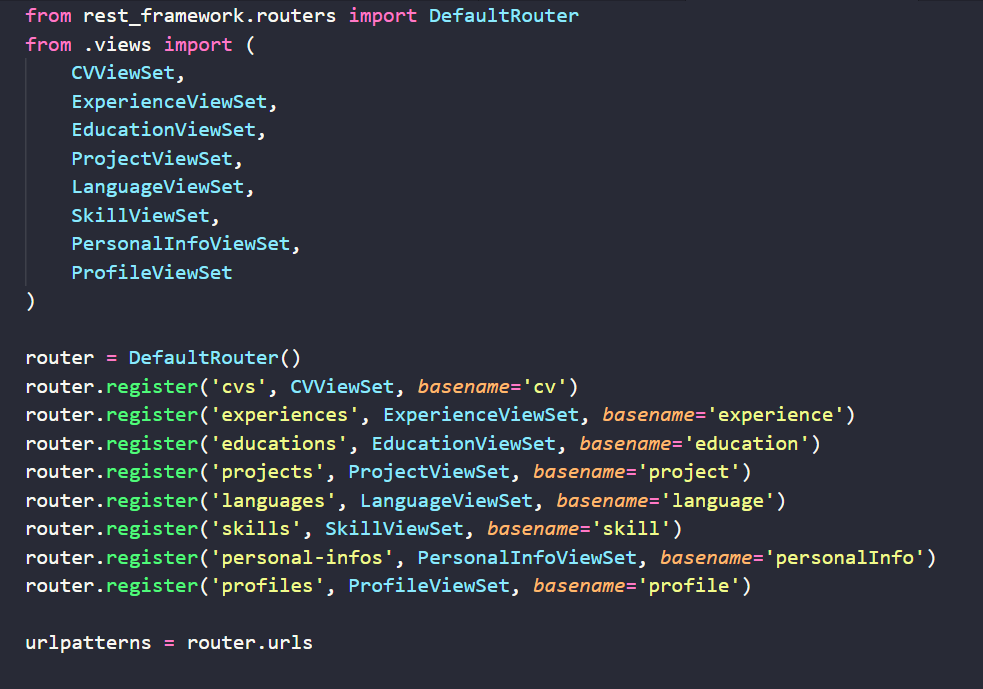 from rest_framework.routers import DefaultRouter
from .views import (
    CVViewSet,
    ExperienceViewSet,
    EducationViewSet,
    ProjectViewSet,
    LanguageViewSet,
    SkillViewSet,
    PersonalInfoViewSet,
    ProfileViewSet
)

router = DefaultRouter()
router.register('cvs', CVViewSet, basename='cv')
router.register('experiences', ExperienceViewSet, basename='experience')
router.register('educations', EducationViewSet, basename='education')
router.register('projects', ProjectViewSet, basename='project')
router.register('languages', LanguageViewSet, basename='language')
router.register('skills', SkillViewSet, basename='skill')
router.register('personal-infos', PersonalInfoViewSet, basename='personalInfo')
router.register('profiles', ProfileViewSet, basename='profile')

urlpatterns = router.urls